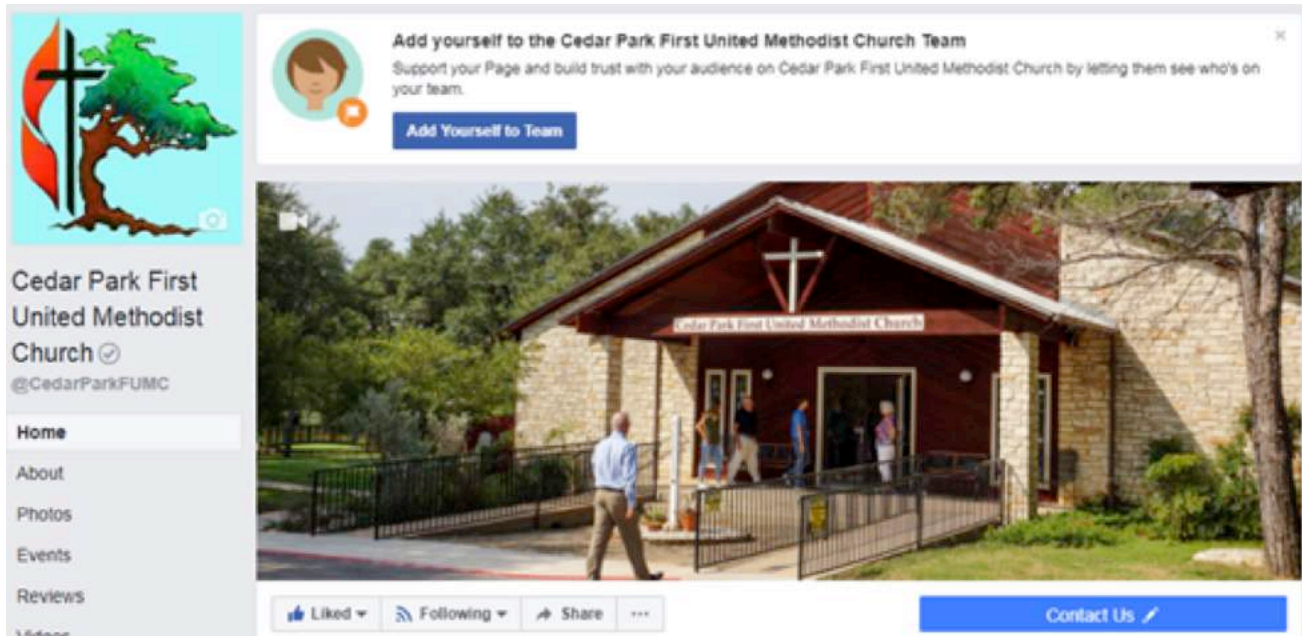 Add yourself to the Cedar Park First United Methodist Church Team
Support your Page and build trust with your audience on Cedar Park First United Methodist Church by letting them see who's on
your team.
Add Yourself to Team
Cedar Park First
United Methodist
Church
@CedarParkFUMC
Home
About
Photos
Events
Reviews
Videos
Cedar Park First United Methodist Church
Liked
Following
Share
Contact Us